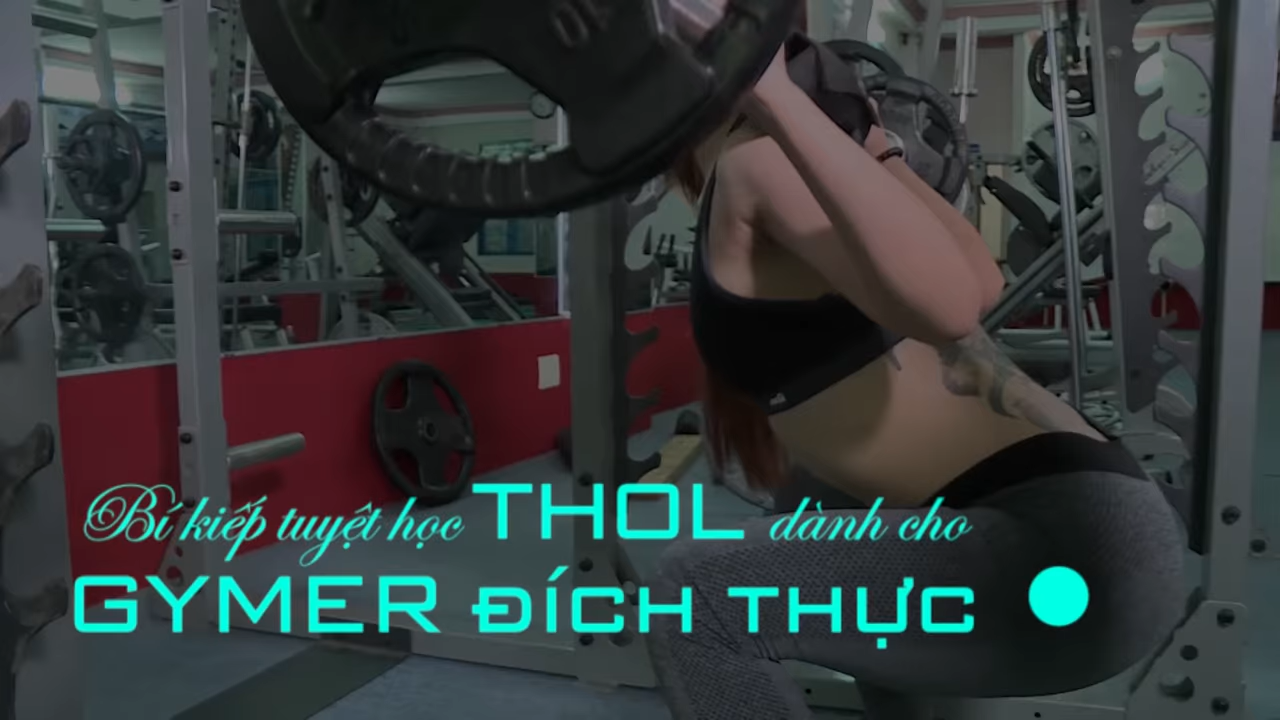 Bí kiếp tuyệt học THOL dành cho
GYMER ĐÍCH THỰC